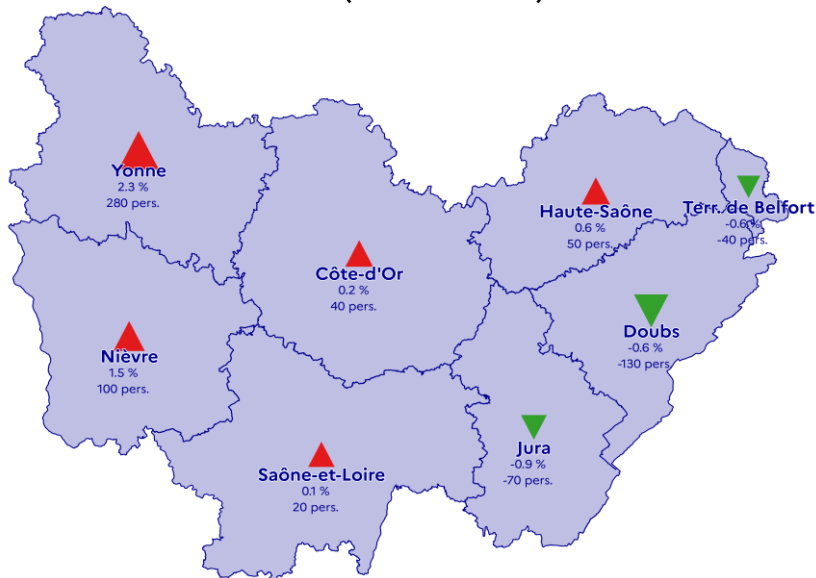 Yonne
2.3 %
280 pers.
Haute-Saône
0.6 %
50 pers.
Terr. de Belfort
-0.6 %
-40 pers.
Côte-d'Or
0.2 %
40 pers.
Doubs
-0.6 %
-130 pers
Nièvre
1.5 %
100 pers.
Jura
-0.9 %
-70 pers.
Saône-et-Loire
0.1 %
20 pers.